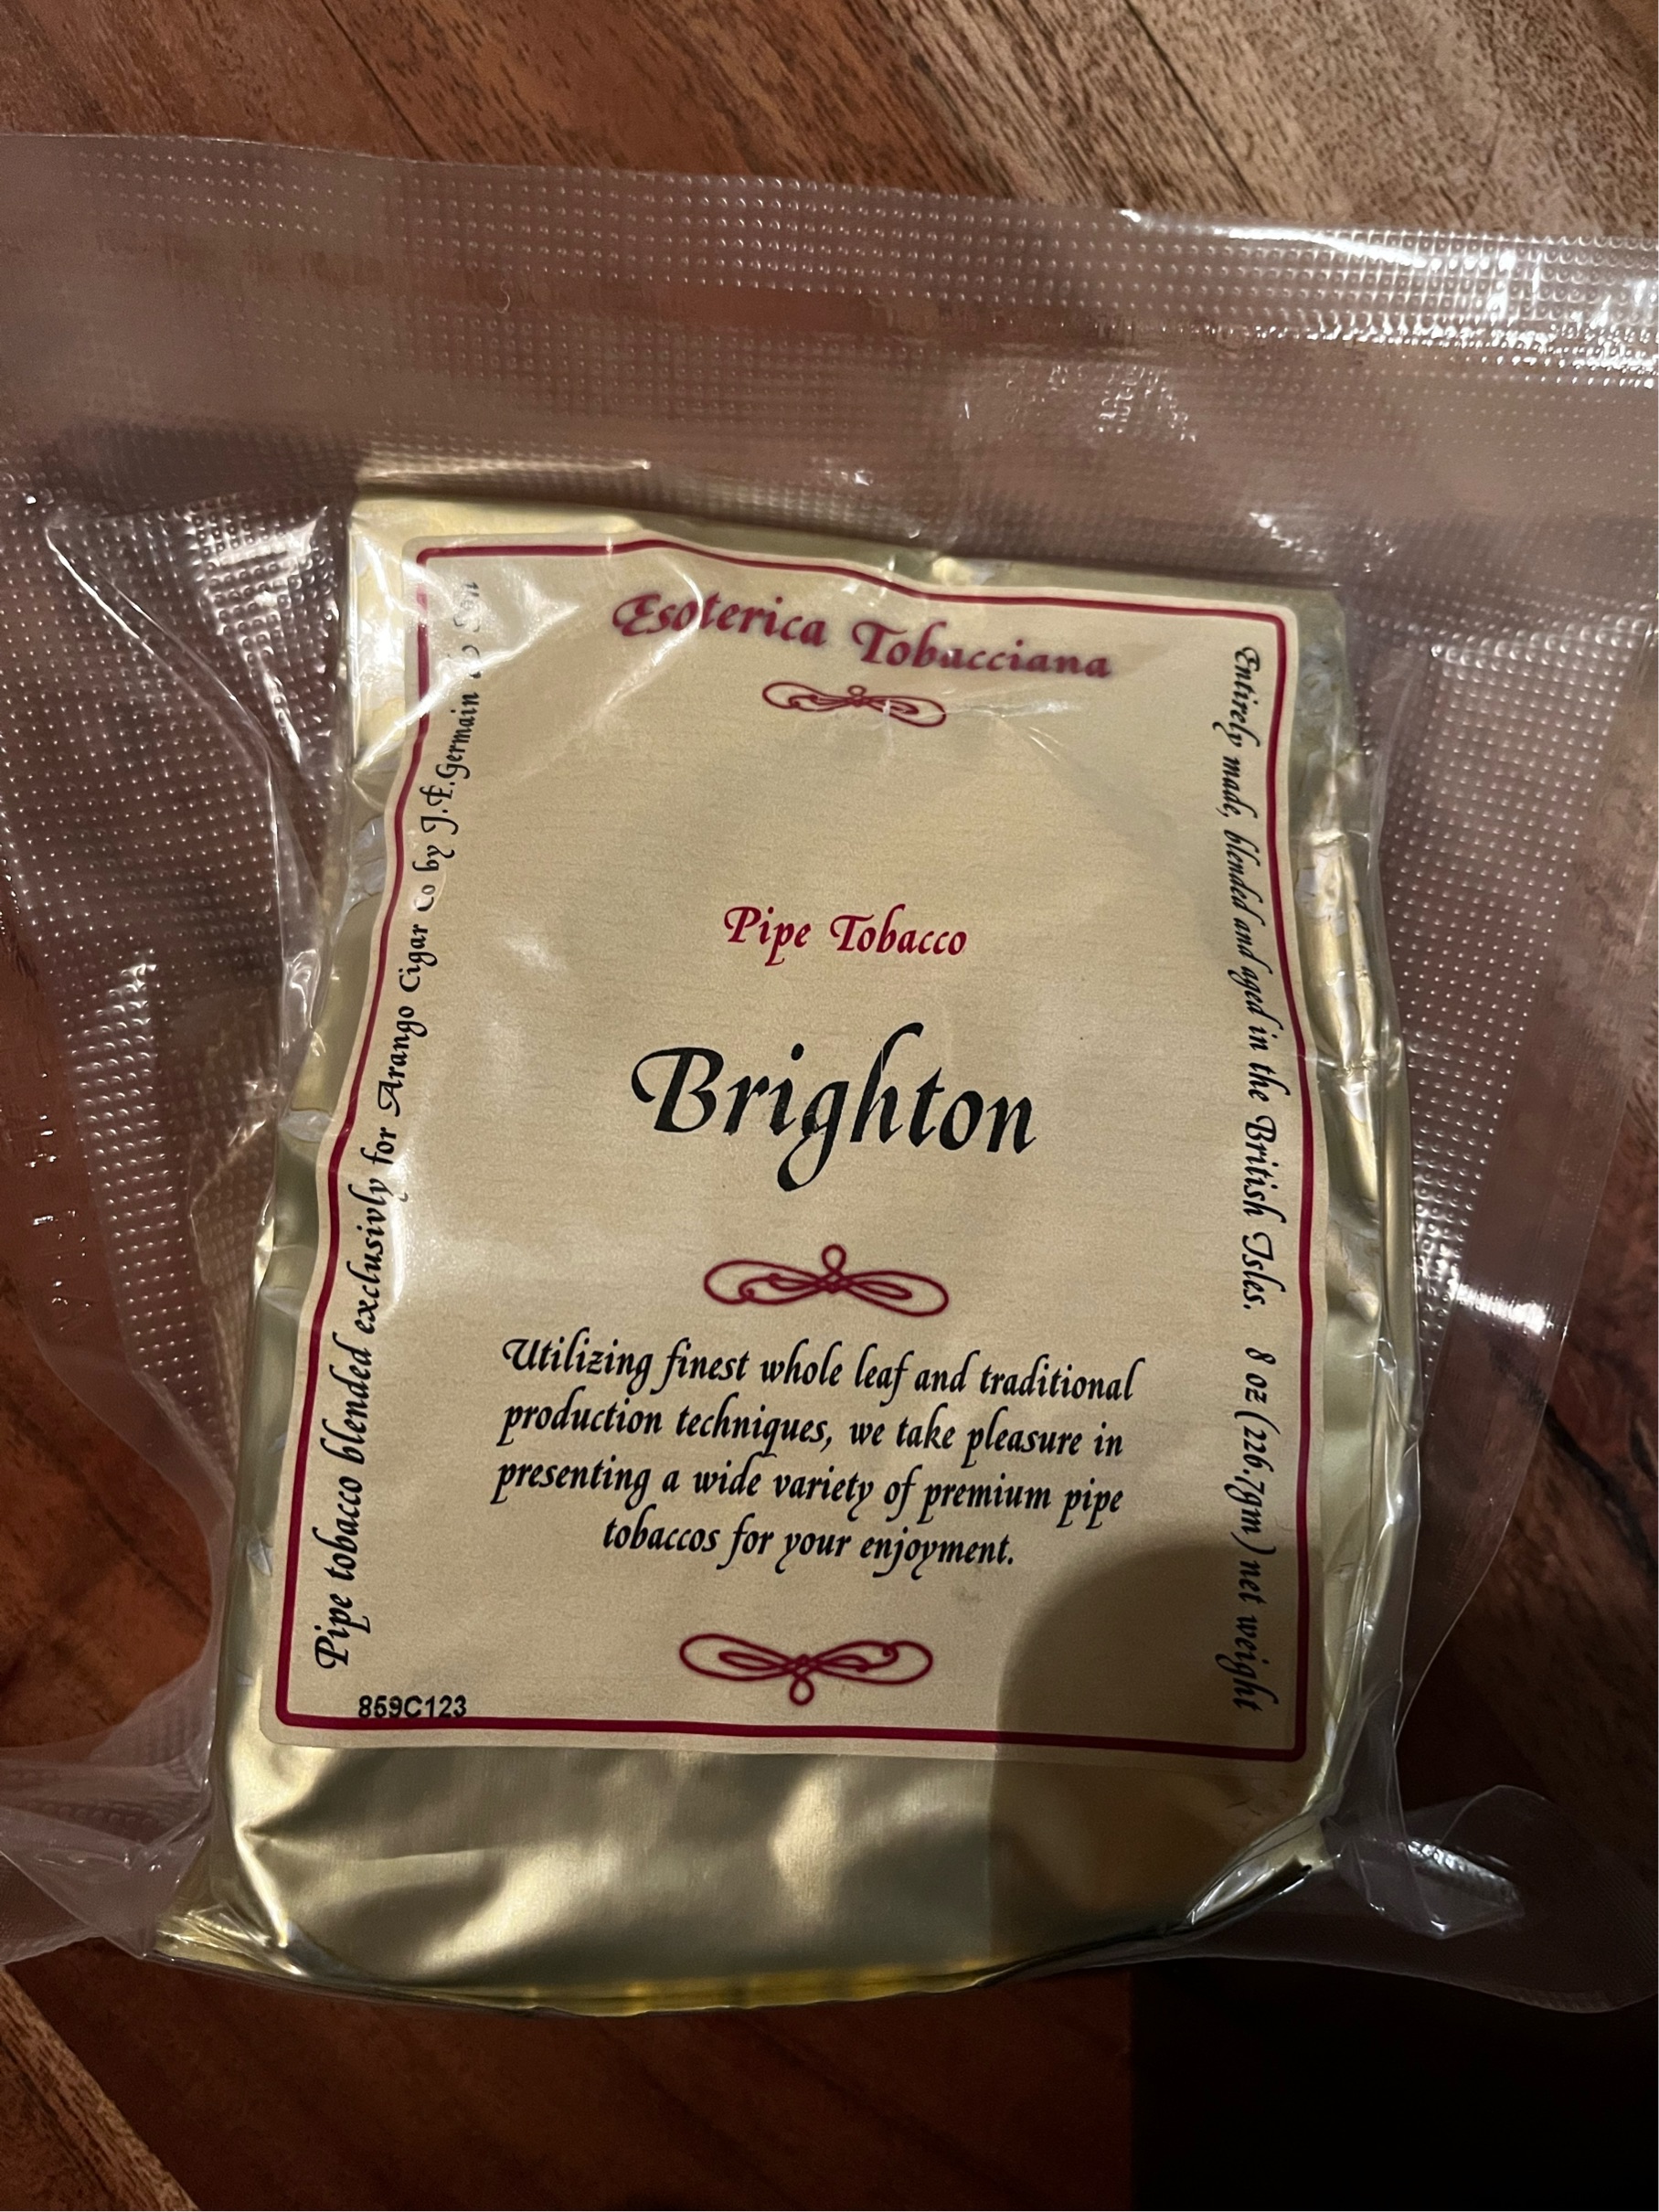 Esoterica Tobacciana
Pipe Tobacco
Brighton
Utilizing finest whole leaf and traditional
production techniques, we take pleasure in
presenting a wide variety of premium pipe
tobaccos for your enjoyment.
Pipe tobacco blended exclusivly for Arango Cigar Co by J.F.Germain Son
Entirely made, blended and aged in the British Isles. 8 oz (226.7gm) net weight
859C123